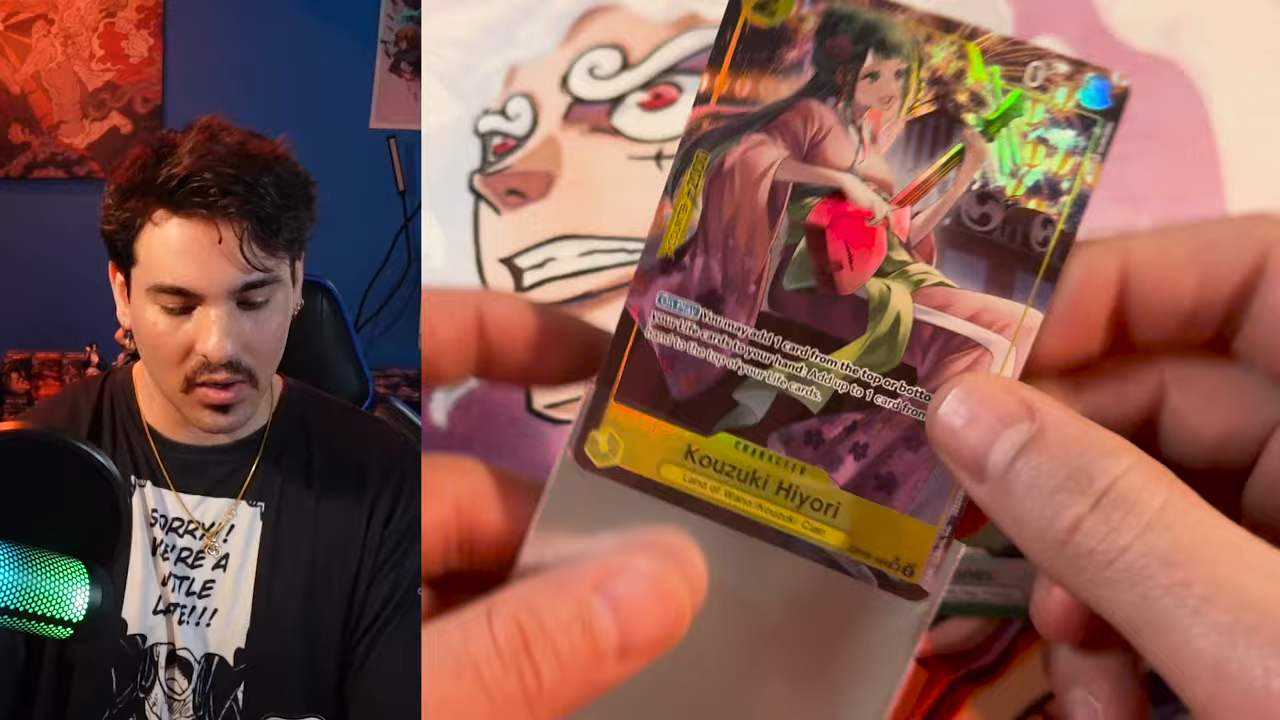 SORRY!
WE'RE A
LITTLE
LATE!!!
0
On Play You may add 1 card from the top or botto
your Life cards to your hand: Add up to 1 card from
hand to the top of your Life cards.
CHARACTER
Kouzuki Hiyori
Land of Wano/Kouzuki Clan